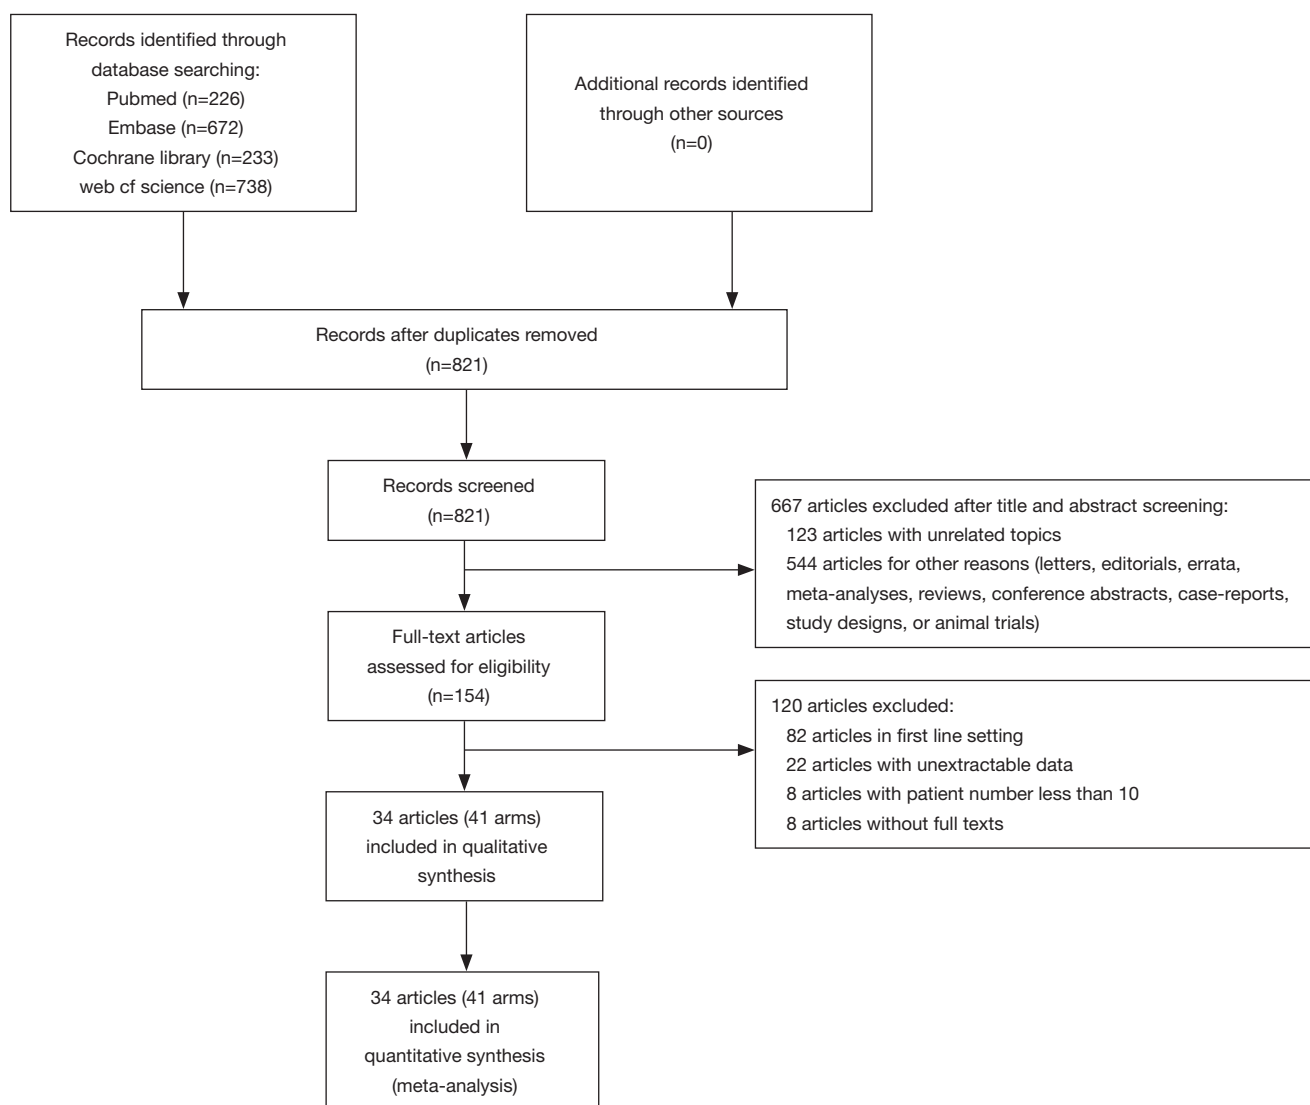 Records identified through
database searching:
Pubmed (n=226)
Embase (n=672)
Cochrane library (n=233)
web cf science (n=738)
Additional records identified
through other sources
(n=0)
Records after duplicates removed
(n=821)
Records screened
(n=821)
667 articles excluded after title and abstract screening:
123 articles with unrelated topics
544 articles for other reasons (letters, editorials, errata,
meta-analyses, reviews, conference abstracts, case-reports,
study designs, or animal trials)
Full-text articles
assessed for eligibility
(n=154)
120 articles excluded:
82 articles in first line setting
22 articles with unextractable data
8 articles with patient number less than 10
8 articles without full texts
34 articles (41 arms)
included in qualitative
synthesis
34 articles (41 arms)
included in
quantitative synthesis
(meta-analysis)